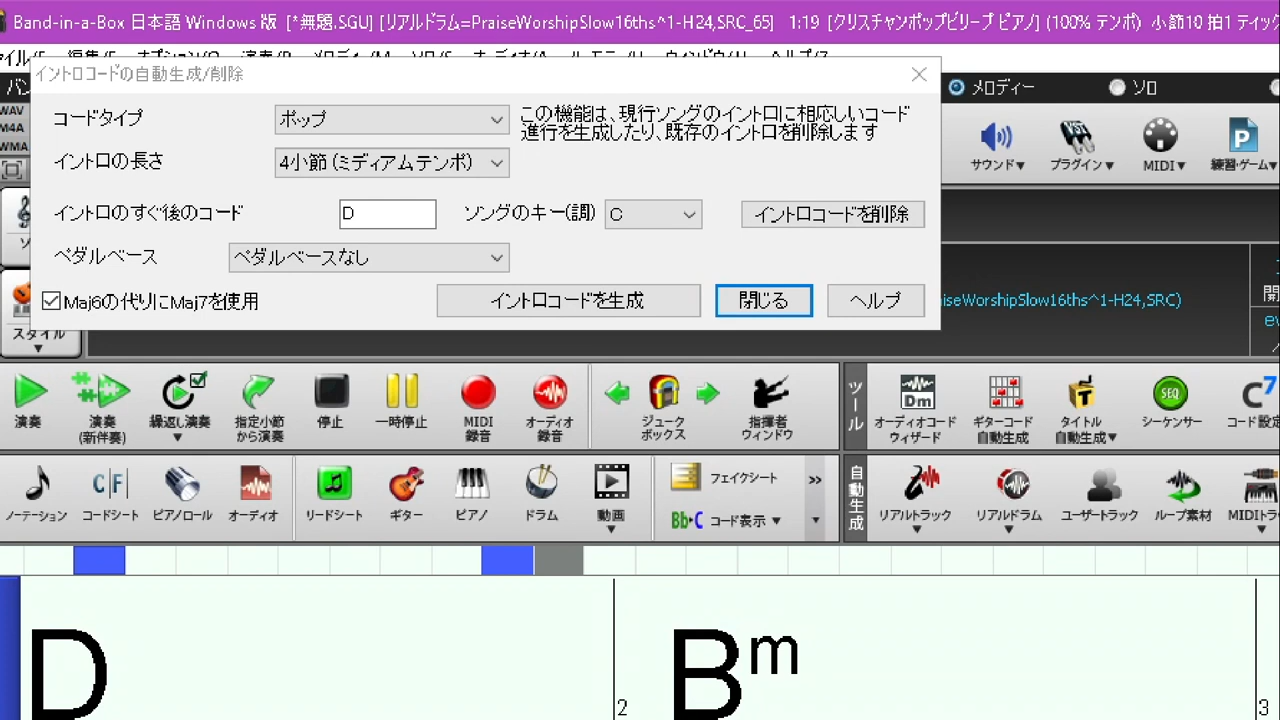 Band-in-a-Box 日本語 Windows 版 [*無題.SGU] [リアルドラム=PraiseWorshipSlow16ths^1-H24,SRC_65] 1:19 [クリスチャンポップビリーブ ピアノ] (100% テンポ) 小節10 拍1 ティック
イントロコードの自動生成/削除
コードタイプ
ポップ
この機能は、現行ソングのイントロに相応しいコード
進行を生成したり、既存のイントロを削除します
イントロの長さ
4小節 (ミディアムテンポ)
イントロのすぐ後のコード
D
ソングのキー(調)
C
イントロコードを削除
ペダルベース
ペダルベースなし
Maj6の代りにMaj7を使用
イントロコードを生成
閉じる
ヘルプ
バン
WAV
M4A
WMA
メロディー
ソロ
サウンド▼
プラグイン▼
MIDI▼
練習・ゲーム▼
aiseWorshipSlow16ths^1-H24,SRC)
開
スタイル
▼
演奏
演奏
(新伴奏)
繰返し演奏
▼
指定小節
から演奏
停止
一時停止
MIDI
録音
オーディオ
録音
ジューク
ボックス
指揮者
ウィンドウ
ツール
Dm
オーディオコード
ウィザード
ギターコード
自動生成
タイトル
自動生成▼
SEQ
シーケンサー
C7
コード設定
ノーテーション
コードシート
ピアノロール
オーディオ
リードシート
ギター
ピアノ
ドラム
動画
▼
フェイクシート
Bb▸C コード表示 ▼
»
▼
自動生成
リアルトラック
▼
リアルドラム
▼
ユーザートラック
ループ素材
MIDIトラ
▼
D
2
Bm
3